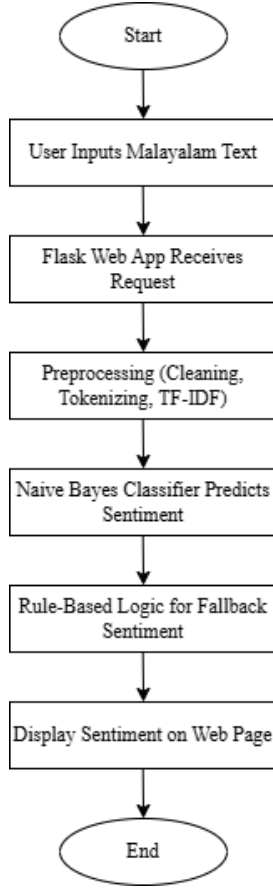 Start
User Inputs Malayalam Text
Flask Web App Receives
Request
Preprocessing (Cleaning,
Tokenizing, TF-IDF)
Naive Bayes Classifier Predicts
Sentiment
Rule-Based Logic for Fallback
Sentiment
Display Sentiment on Web Page
End